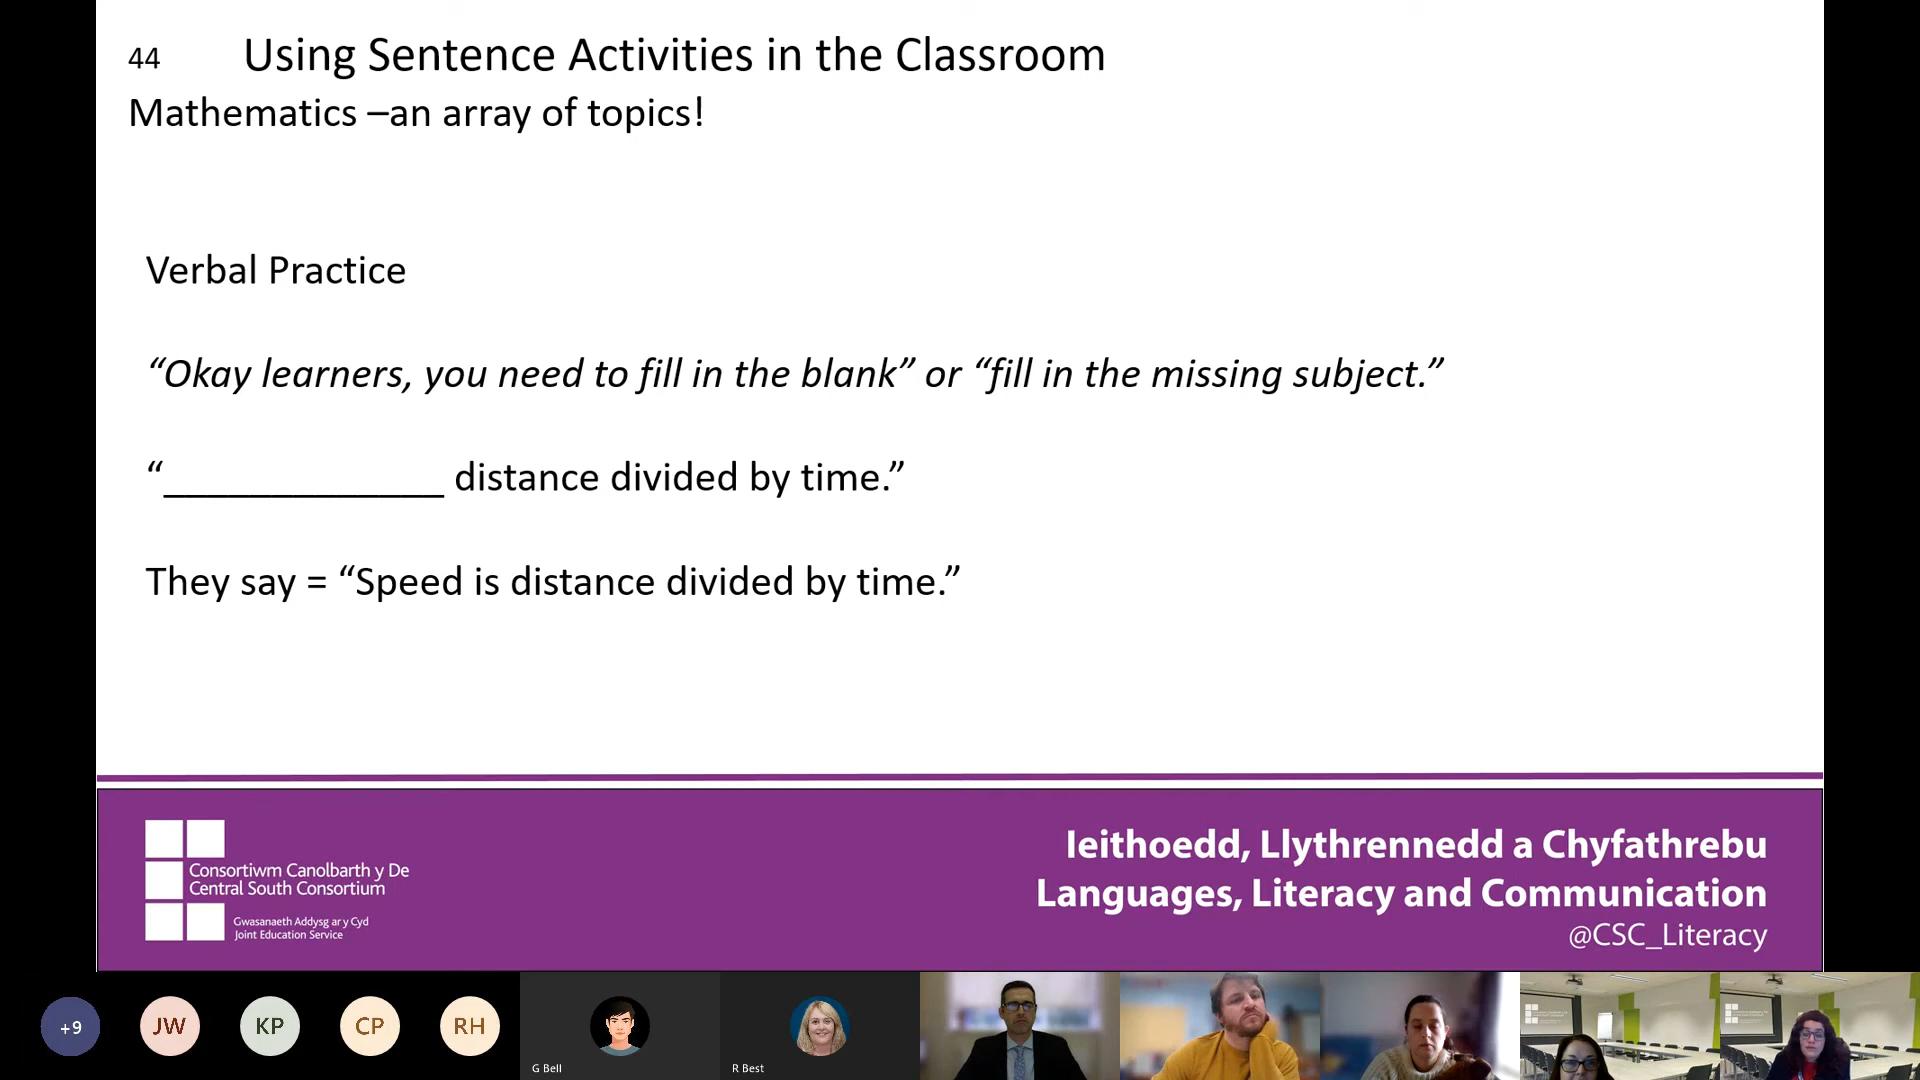 44
Using Sentence Activities in the Classroom
Mathematics –an array of topics!
Verbal Practice
“Okay learners, you need to fill in the blank” or “fill in the missing subject.”
“_____________ distance divided by time.”
They say = “Speed is distance divided by time.”
Consortiwm Canolbarth y De
Central South Consortium
Gwasanaeth Addysg ar y Cyd
Joint Education Service
Ieithoedd, Llythrennedd a Chyfathrebu
Languages, Literacy and Communication
@CSC_Literacy
+9
JW
KP
CP
RH
G Bell
R Best